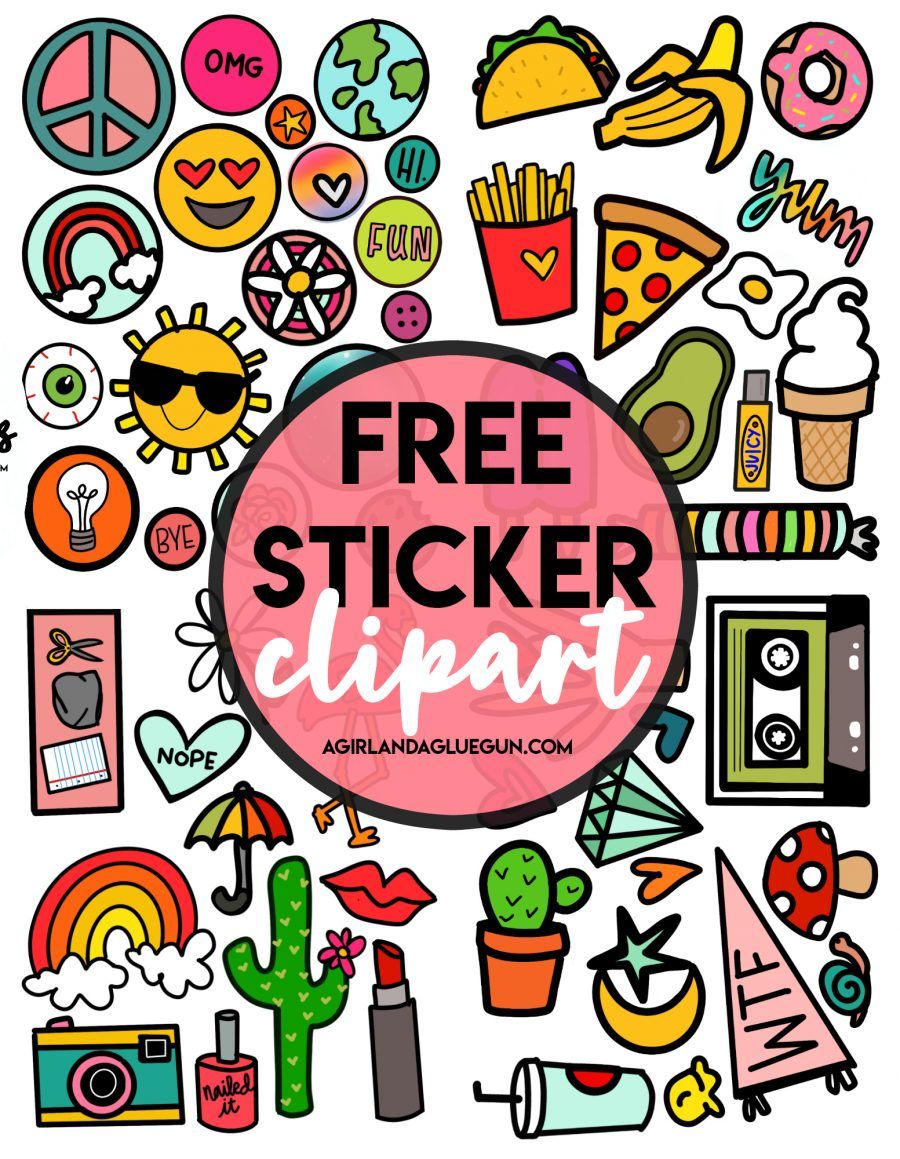 OMG
HI.
FUN
yum
JUICY
BYE
FREE
STICKER
clipart
AGIRLANDAGLUEGUN.COM
NOPE
WTF
nailed
it